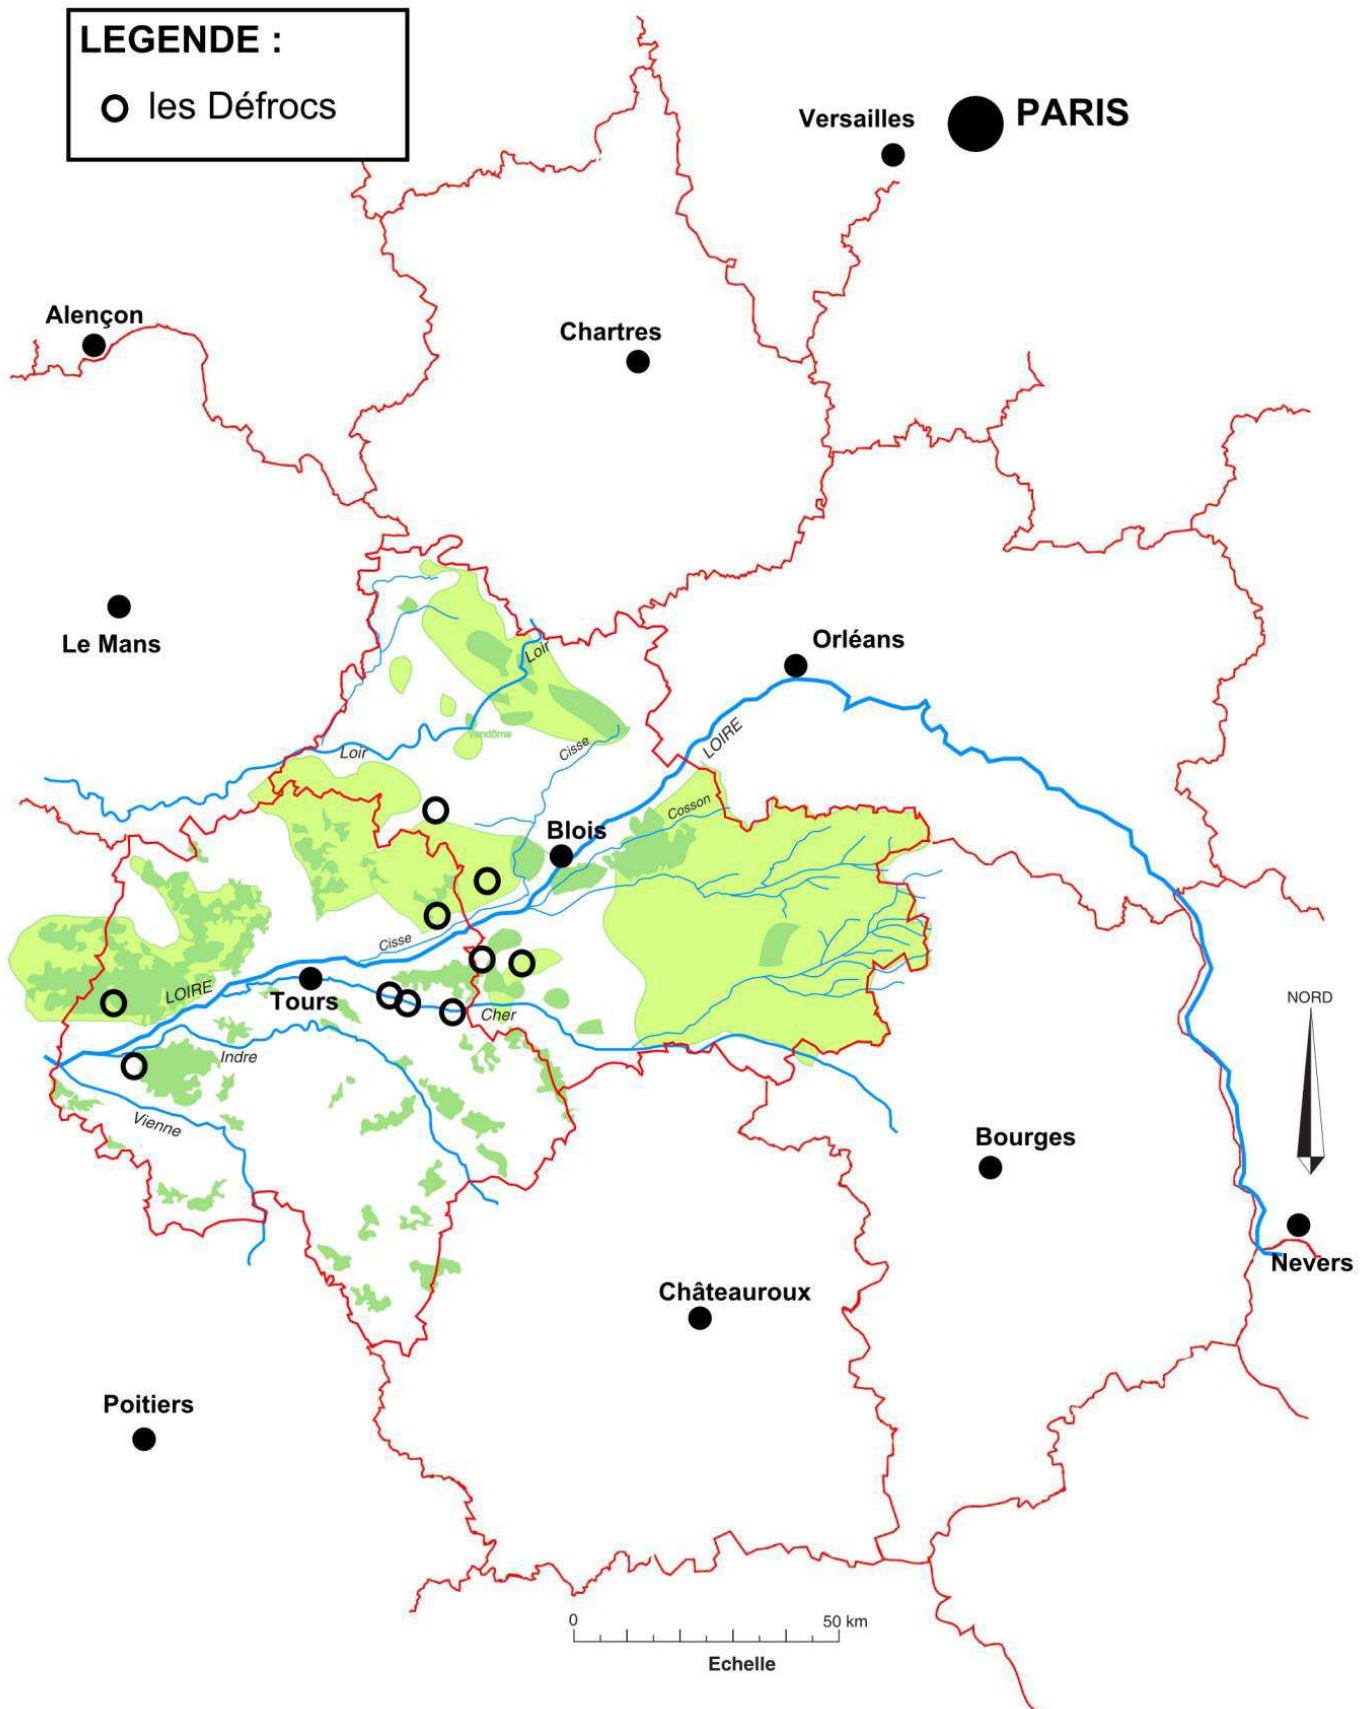 LEGENDE :
les Défrocs
Versailles
PARIS
Alençon
Chartres
Le Mans
Orléans
Loir
Vendôme
Loir
Cisse
LOIRE
Cosson
Blois
Cisse
LOIRE
Tours
Cher
NORD
Indre
Vienne
Bourges
Nevers
Châteauroux
Poitiers
0 50 km
Echelle